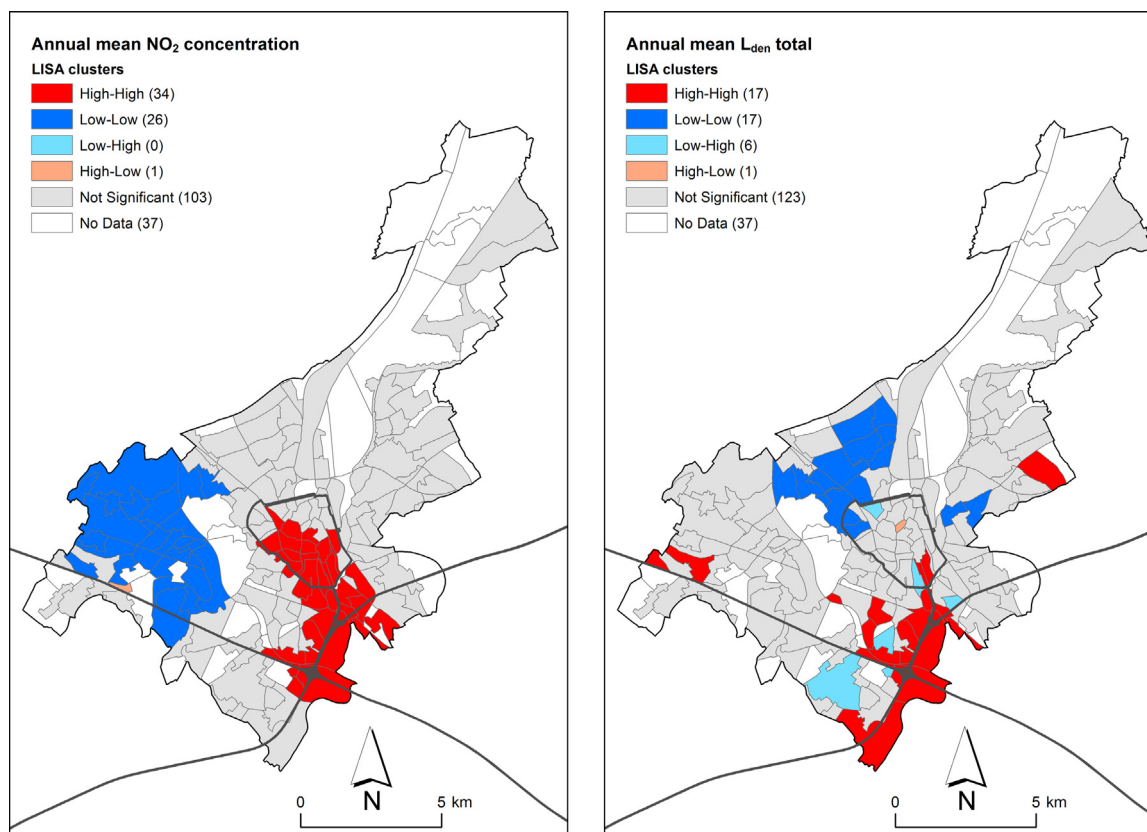 Annual mean NO₂ concentration
LISA clusters
High-High (34)
Low-Low (26)
Low-High (0)
High-Low (1)
Not Significant (103)
No Data (37)
N
0 5 km
Annual mean Lden total
LISA clusters
High-High (17)
Low-Low (17)
Low-High (6)
High-Low (1)
Not Significant (123)
No Data (37)
N
0 5 km